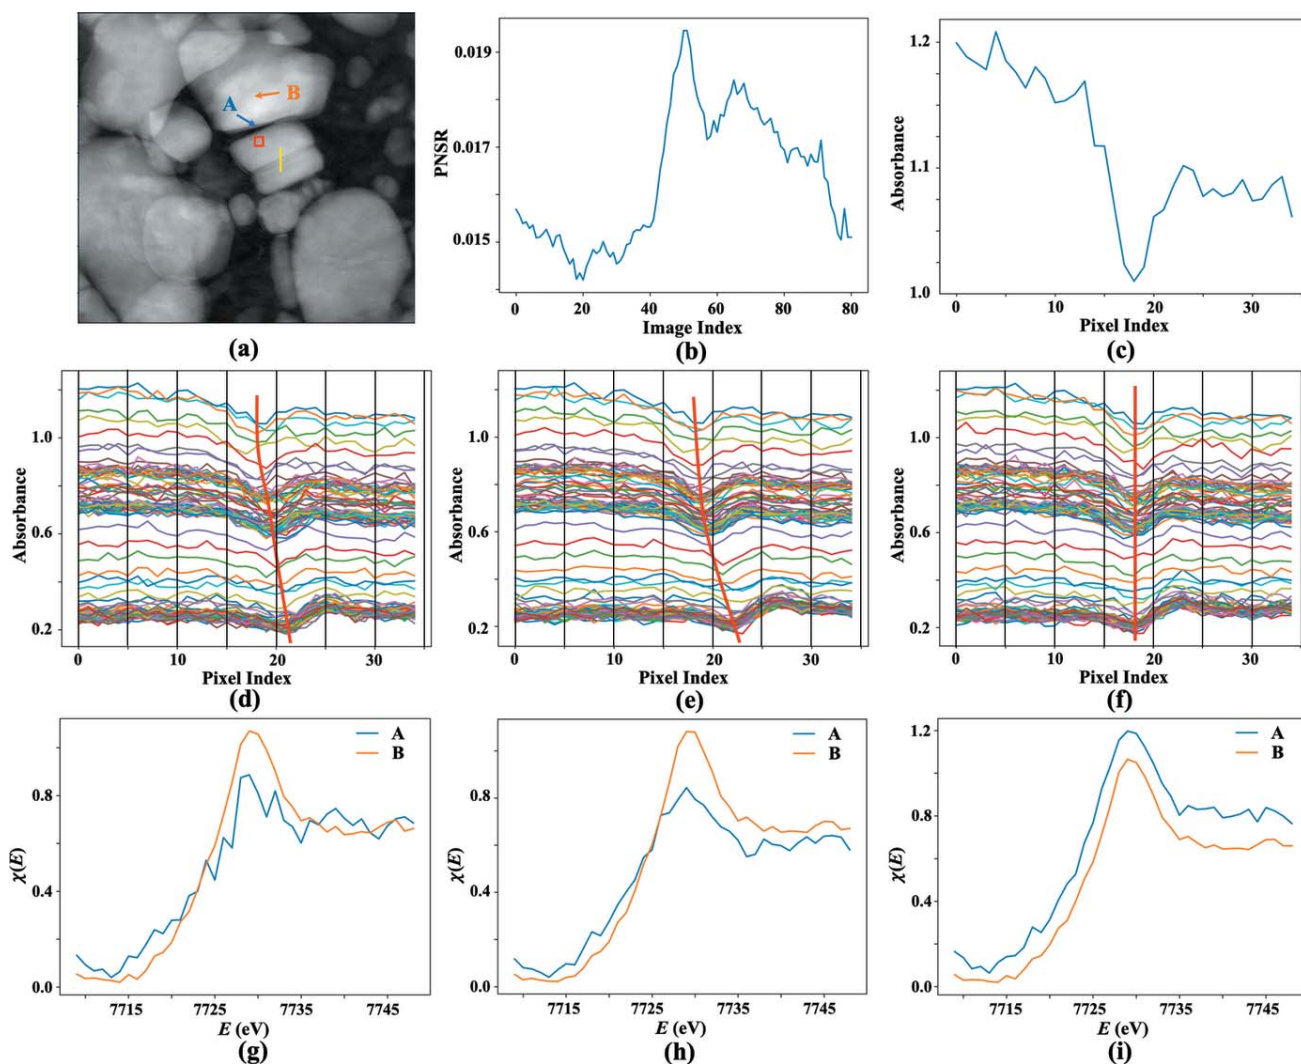 A
B
(a)
0.019
0.017
0.015
PNSR
0
20
40
60
80
Image Index
(b)
1.2
1.1
1.0
Absorbance
0
10
20
30
Pixel Index
(c)
1.0
0.6
0.2
Absorbance
0
10
20
30
Pixel Index
(d)
1.0
0.6
0.2
Absorbance
0
10
20
30
Pixel Index
(e)
1.0
0.6
0.2
Absorbance
0
10
20
30
Pixel Index
(f)
A
B
0.8
0.4
0.0
χ(E)
7715
7725
7735
7745
E (eV)
(g)
A
B
0.8
0.4
0.0
χ(E)
7715
7725
7735
7745
E (eV)
(h)
A
B
1.2
0.8
0.4
0.0
χ(E)
7715
7725
7735
7745
E (eV)
(i)